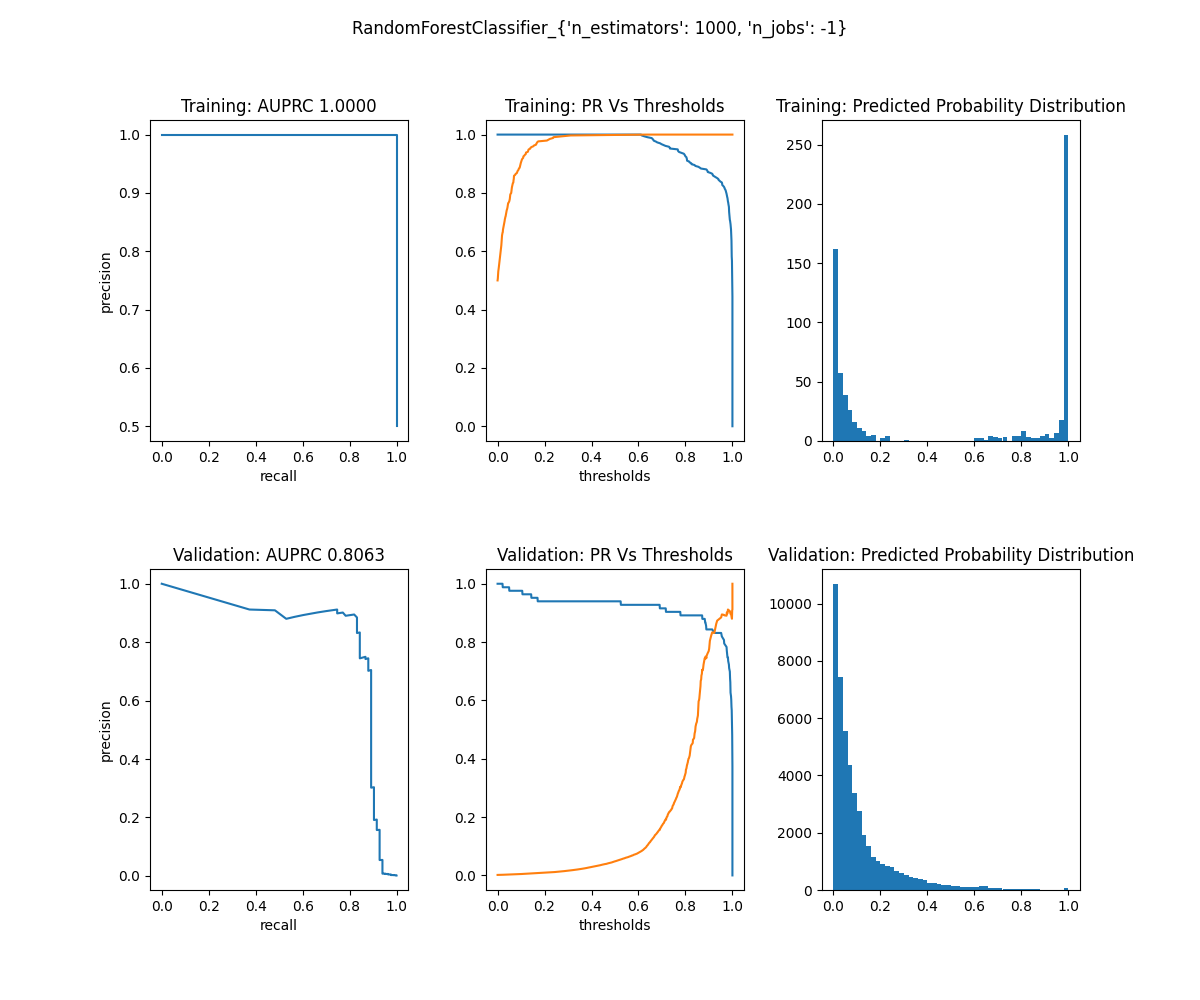 RandomForestClassifier_{'n_estimators': 1000, 'n_jobs': -1}
Training: AUPRC 1.0000
Training: PR Vs Thresholds
Training: Predicted Probability Distribution
1.0
0.9
0.8
0.7
0.6
0.5
precision
0.0 0.2 0.4 0.6 0.8 1.0
recall
1.0
0.8
0.6
0.4
0.2
0.0
0.0 0.2 0.4 0.6 0.8 1.0
thresholds
250
200
150
100
50
0
0.0 0.2 0.4 0.6 0.8 1.0
Validation: AUPRC 0.8063
Validation: PR Vs Thresholds
Validation: Predicted Probability Distribution
1.0
0.8
0.6
0.4
0.2
0.0
precision
0.0 0.2 0.4 0.6 0.8 1.0
recall
1.0
0.8
0.6
0.4
0.2
0.0
0.0 0.2 0.4 0.6 0.8 1.0
thresholds
10000
8000
6000
4000
2000
0
0.0 0.2 0.4 0.6 0.8 1.0